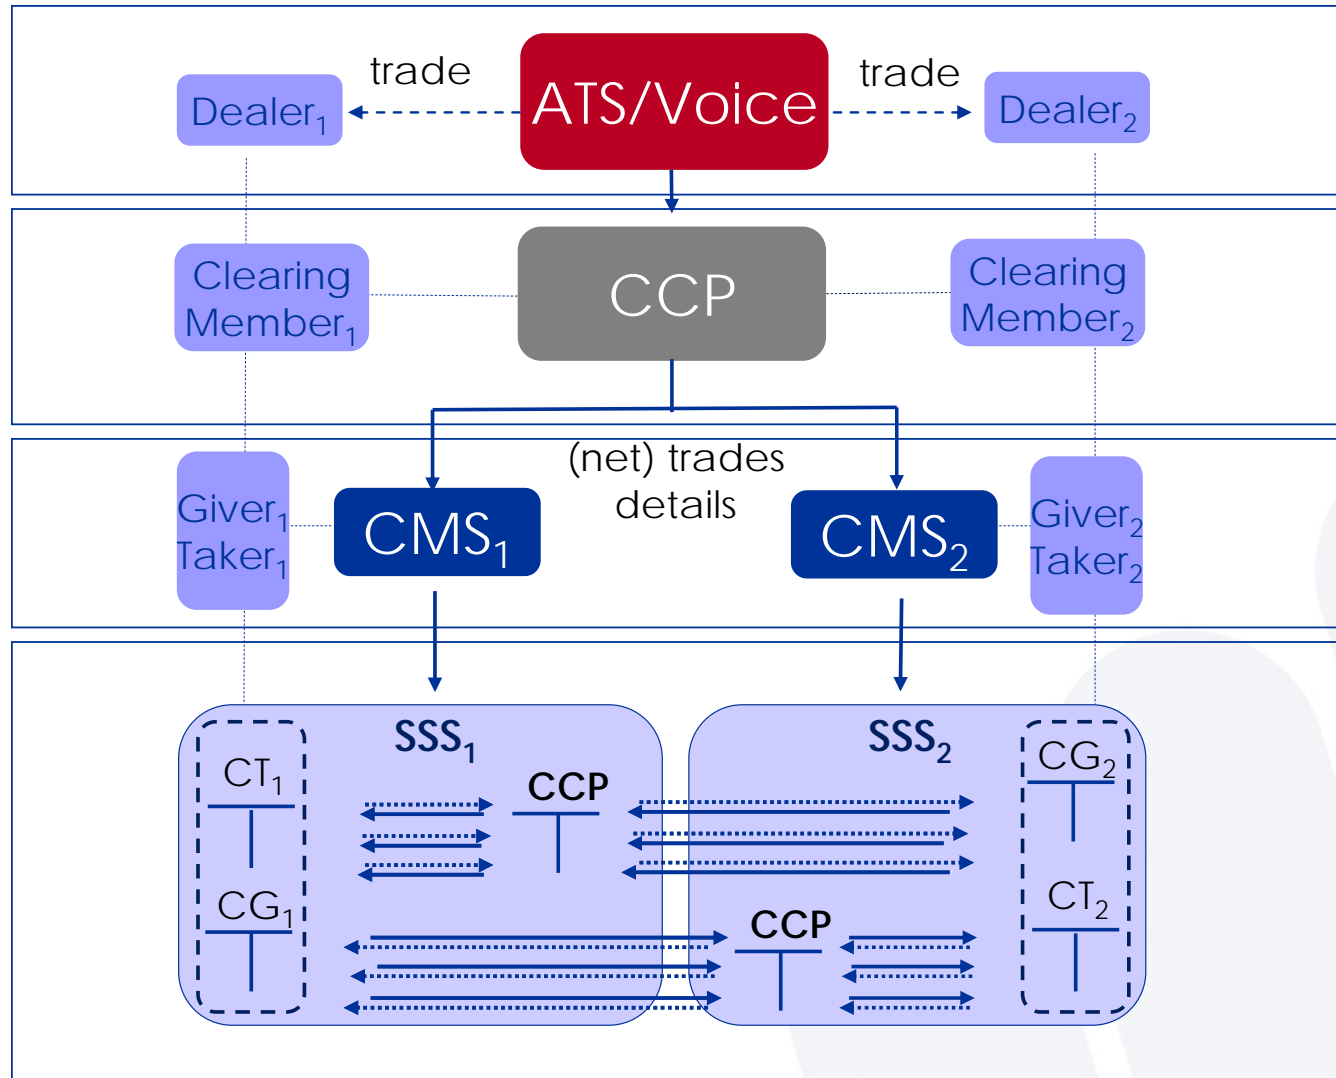 trade
trade
ATS/Voice
Dealer₁
Dealer₂
Clearing
Member₁
CCP
Clearing
Member₂
(net) trades
details
Giver₁
Taker₁
CMS₁
CMS₂
Giver₂
Taker₂
SSS₁
SSS₂
CT₁
CCP
CG₂
CG₁
CCP
CT₂